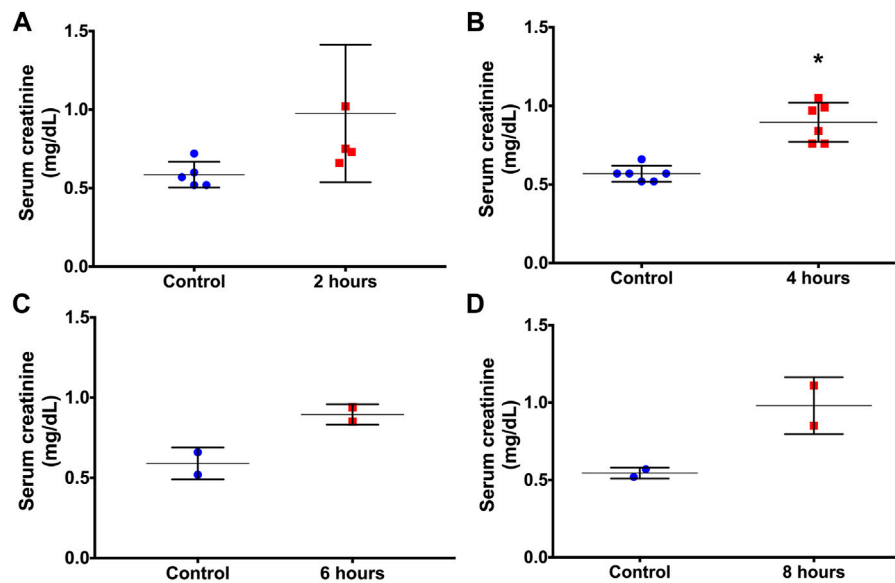 A
Serum creatinine
(mg/dL)
1.5
1.0
0.5
0.0
Control
2 hours
B
Serum creatinine
(mg/dL)
1.5
1.0
0.5
0.0
*
Control
4 hours
C
Serum creatinine
(mg/dL)
1.5
1.0
0.5
0.0
Control
6 hours
D
Serum creatinine
(mg/dL)
1.5
1.0
0.5
0.0
Control
8 hours